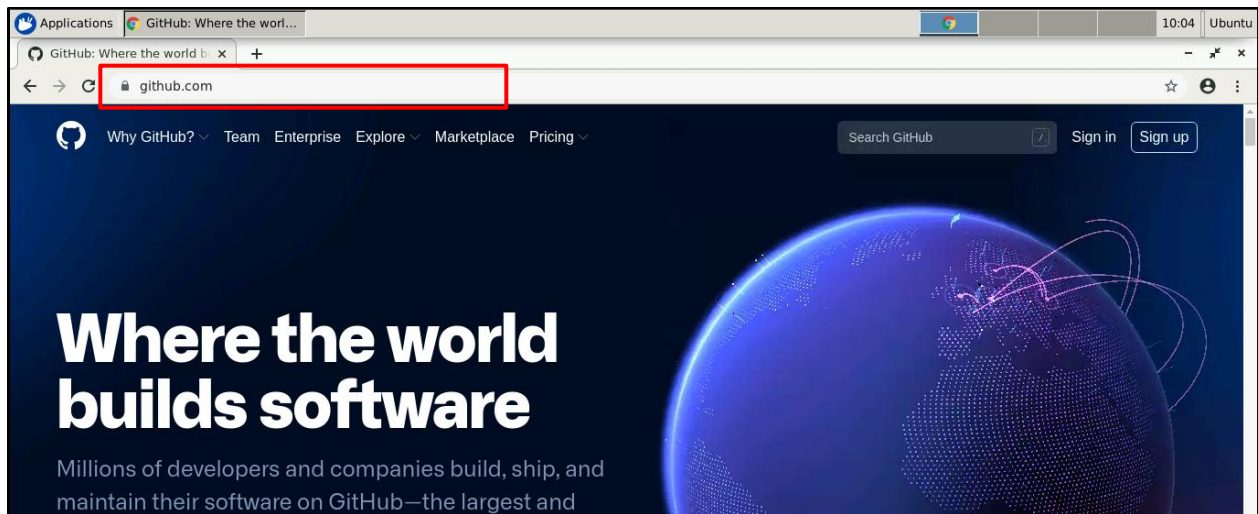 Applications GitHub: Where the worl... 10:04 Ubuntu
GitHub: Where the world b × +
github.com
Why GitHub? Team Enterprise Explore Marketplace Pricing Search GitHub / Sign in Sign up
Where the world
builds software
Millions of developers and companies build, ship, and
maintain their software on GitHub—the largest and